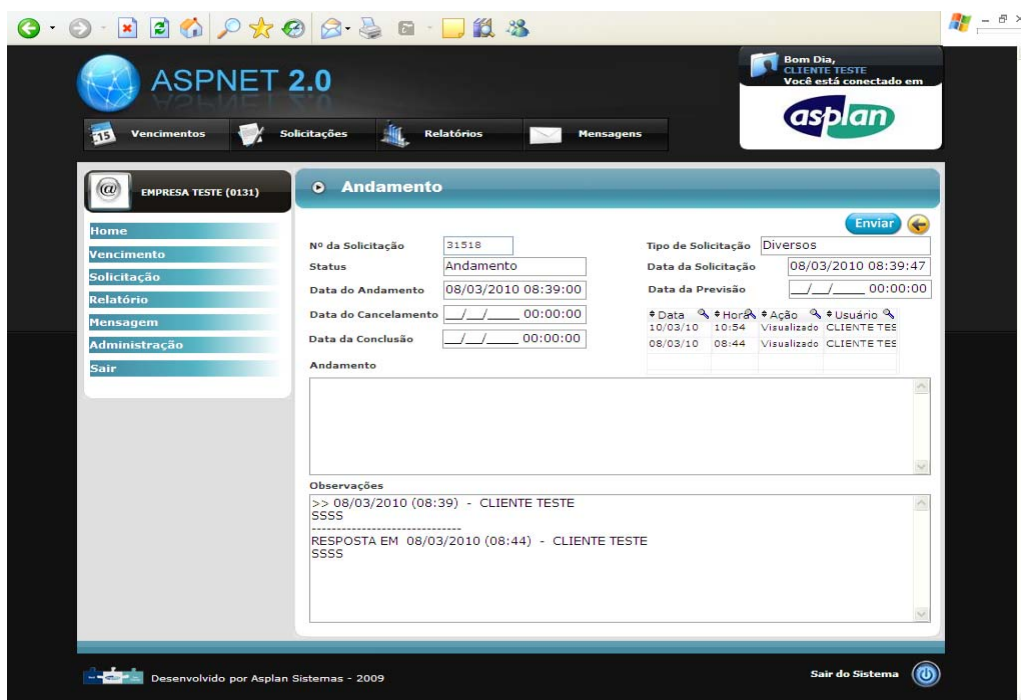 ASPNET 2.0
Bom Dia,
CLIENTE TESTE
Você está conectado em
asplan
15 Vencimentos Solicitações Relatórios Mensagens
@ EMPRESA TESTE (0131)
Home
Vencimento
Solicitação
Relatório
Mensagem
Administração
Sair
Andamento
Enviar
Nº da Solicitação 31518 Tipo de Solicitação Diversos
Status Andamento Data da Solicitação 08/03/2010 08:39:47
Data do Andamento 08/03/2010 08:39:00 Data da Previsão __/__/____ 00:00:00
Data do Cancelamento __/__/____ 00:00:00
Data da Conclusão __/__/____ 00:00:00
Data Hora Ação Usuário
10/03/10 10:54 Visualizado CLIENTE TES
08/03/10 08:44 Visualizado CLIENTE TES
Andamento
Observações
>> 08/03/2010 (08:39) - CLIENTE TESTE
SSSS
------------------------------
RESPOSTA EM 08/03/2010 (08:44) - CLIENTE TESTE
SSSS
Desenvolvido por Asplan Sistemas - 2009
Sair do Sistema